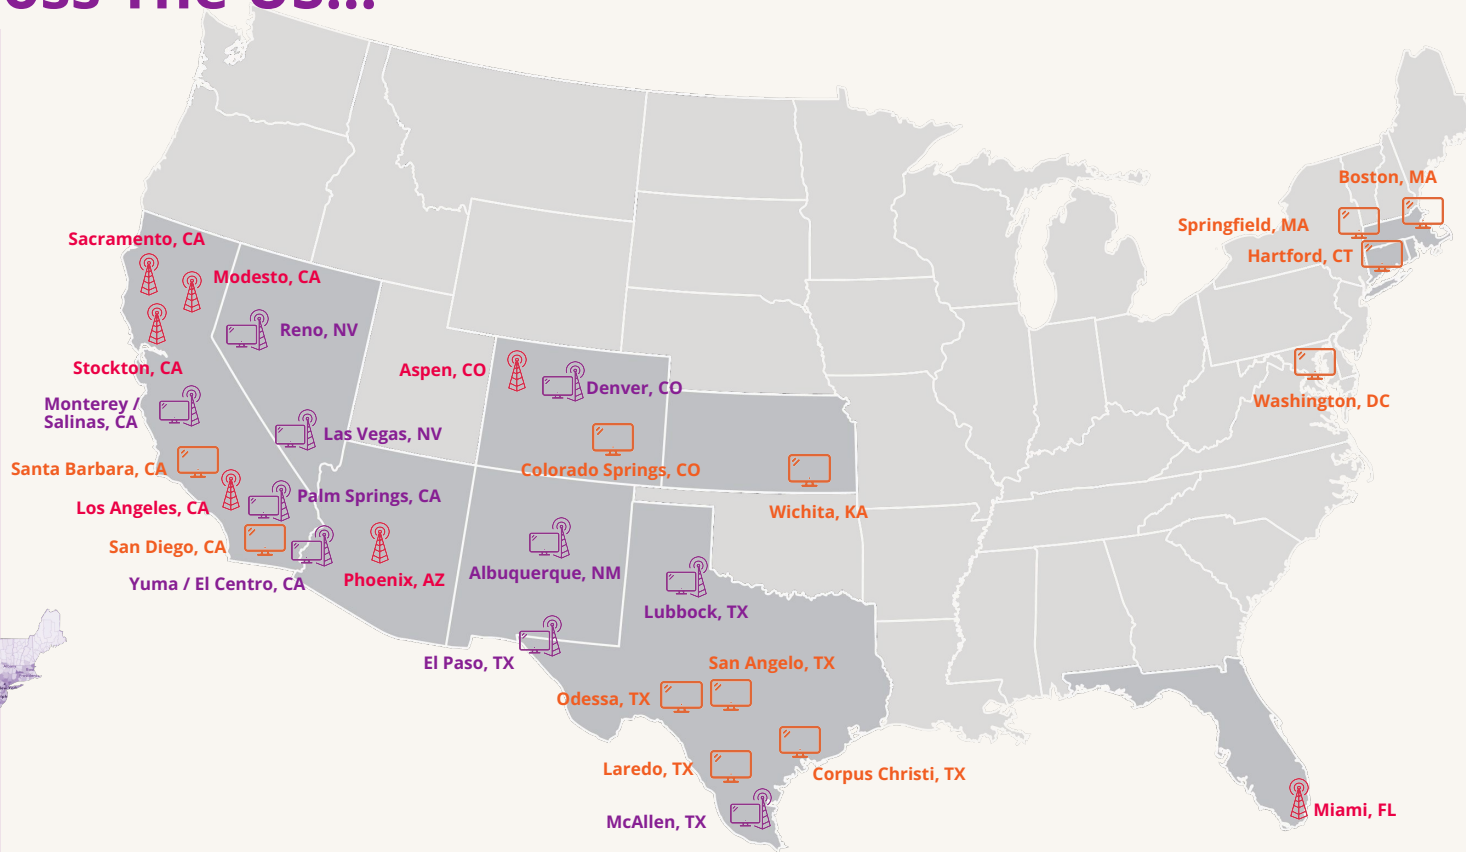 oss The US...
Boston, MA
Springfield, MA
Hartford, CT
Washington, DC
Sacramento, CA
Modesto, CA
Reno, NV
Stockton, CA
Aspen, CO
Denver, CO
Monterey /
Salinas, CA
Las Vegas, NV
Santa Barbara, CA
Colorado Springs, CO
Palm Springs, CA
Los Angeles, CA
Wichita, KA
San Diego, CA
Yuma / El Centro, CA
Phoenix, AZ
Albuquerque, NM
Lubbock, TX
El Paso, TX
San Angelo, TX
Odessa, TX
Laredo, TX
Corpus Christi, TX
McAllen, TX
Miami, FL